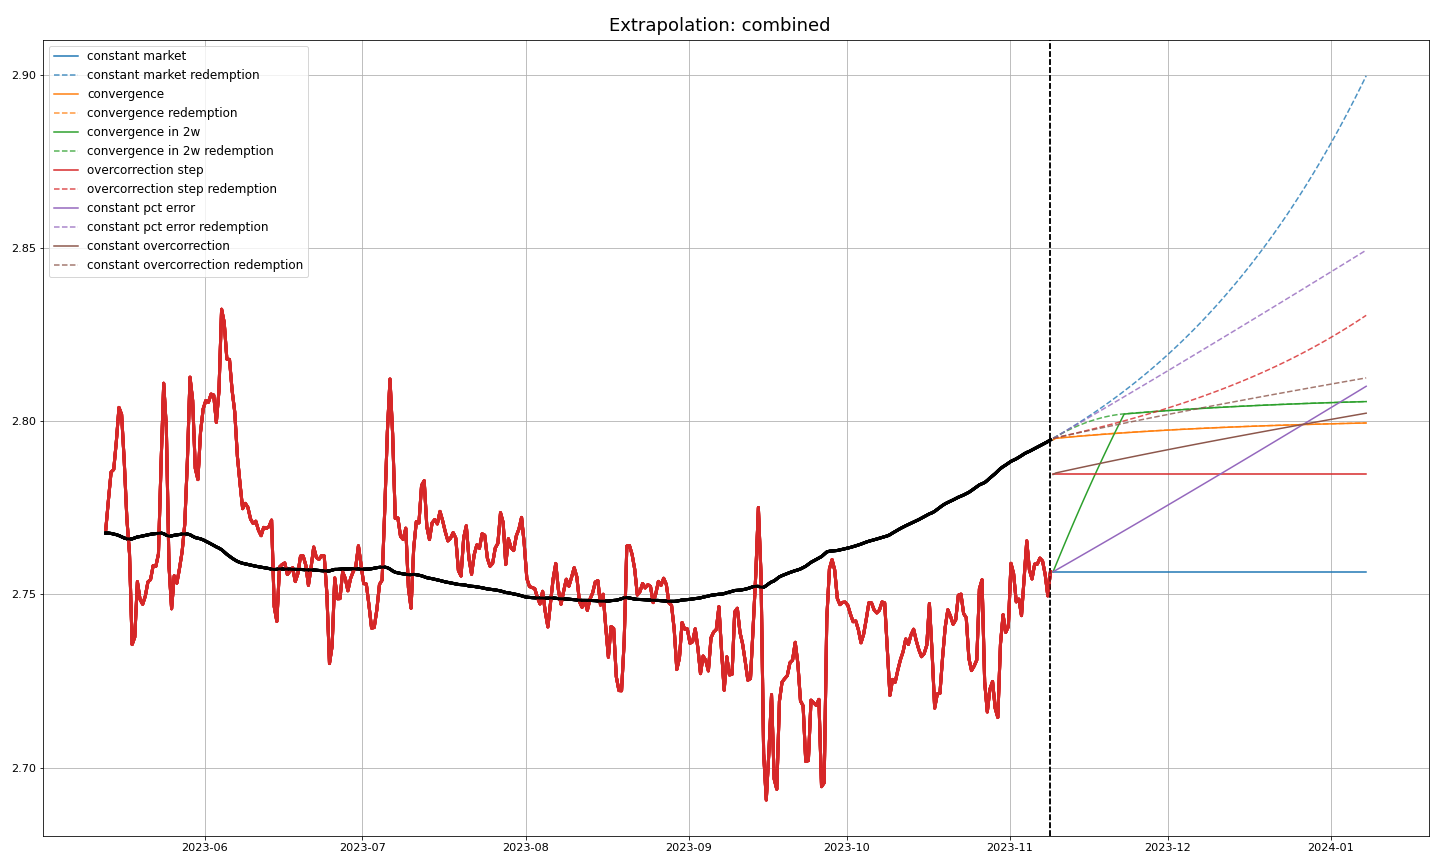 Extrapolation: combined
constant market
constant market redemption
convergence
convergence redemption
convergence in 2w
convergence in 2w redemption
overcorrection step
overcorrection step redemption
constant pct error
constant pct error redemption
constant overcorrection
constant overcorrection redemption
2.90
2.85
2.80
2.75
2.70
2023-06
2023-07
2023-08
2023-09
2023-10
2023-11
2023-12
2024-01